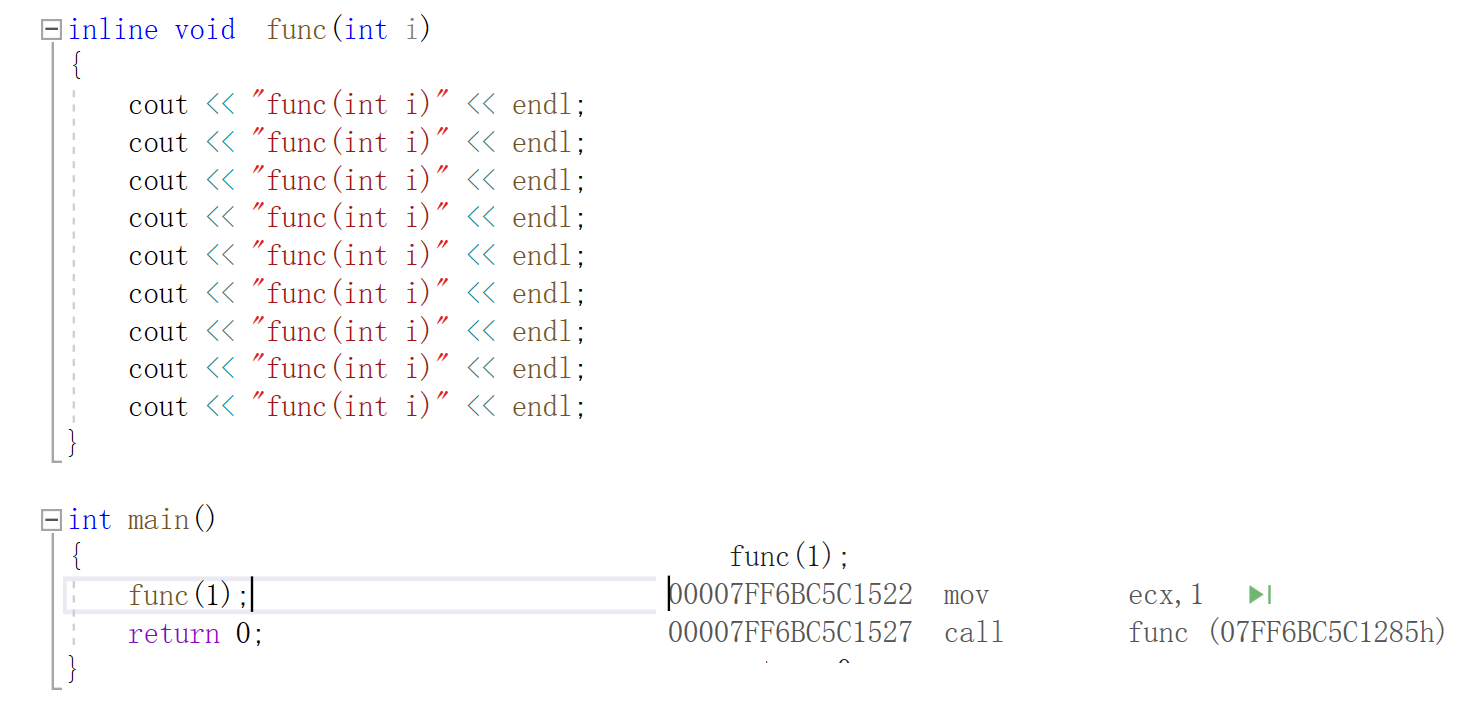 inline void  func(int i)
{
    cout << "func(int i)" << endl;
    cout << "func(int i)" << endl;
    cout << "func(int i)" << endl;
    cout << "func(int i)" << endl;
    cout << "func(int i)" << endl;
    cout << "func(int i)" << endl;
    cout << "func(int i)" << endl;
    cout << "func(int i)" << endl;
    cout << "func(int i)" << endl;
}
int main()
{
    func(1);
    return 0;
}
func(1);
00007FF6BC5C1522  mov  ecx,1
00007FF6BC5C1527  call  func (07FF6BC5C1285h)